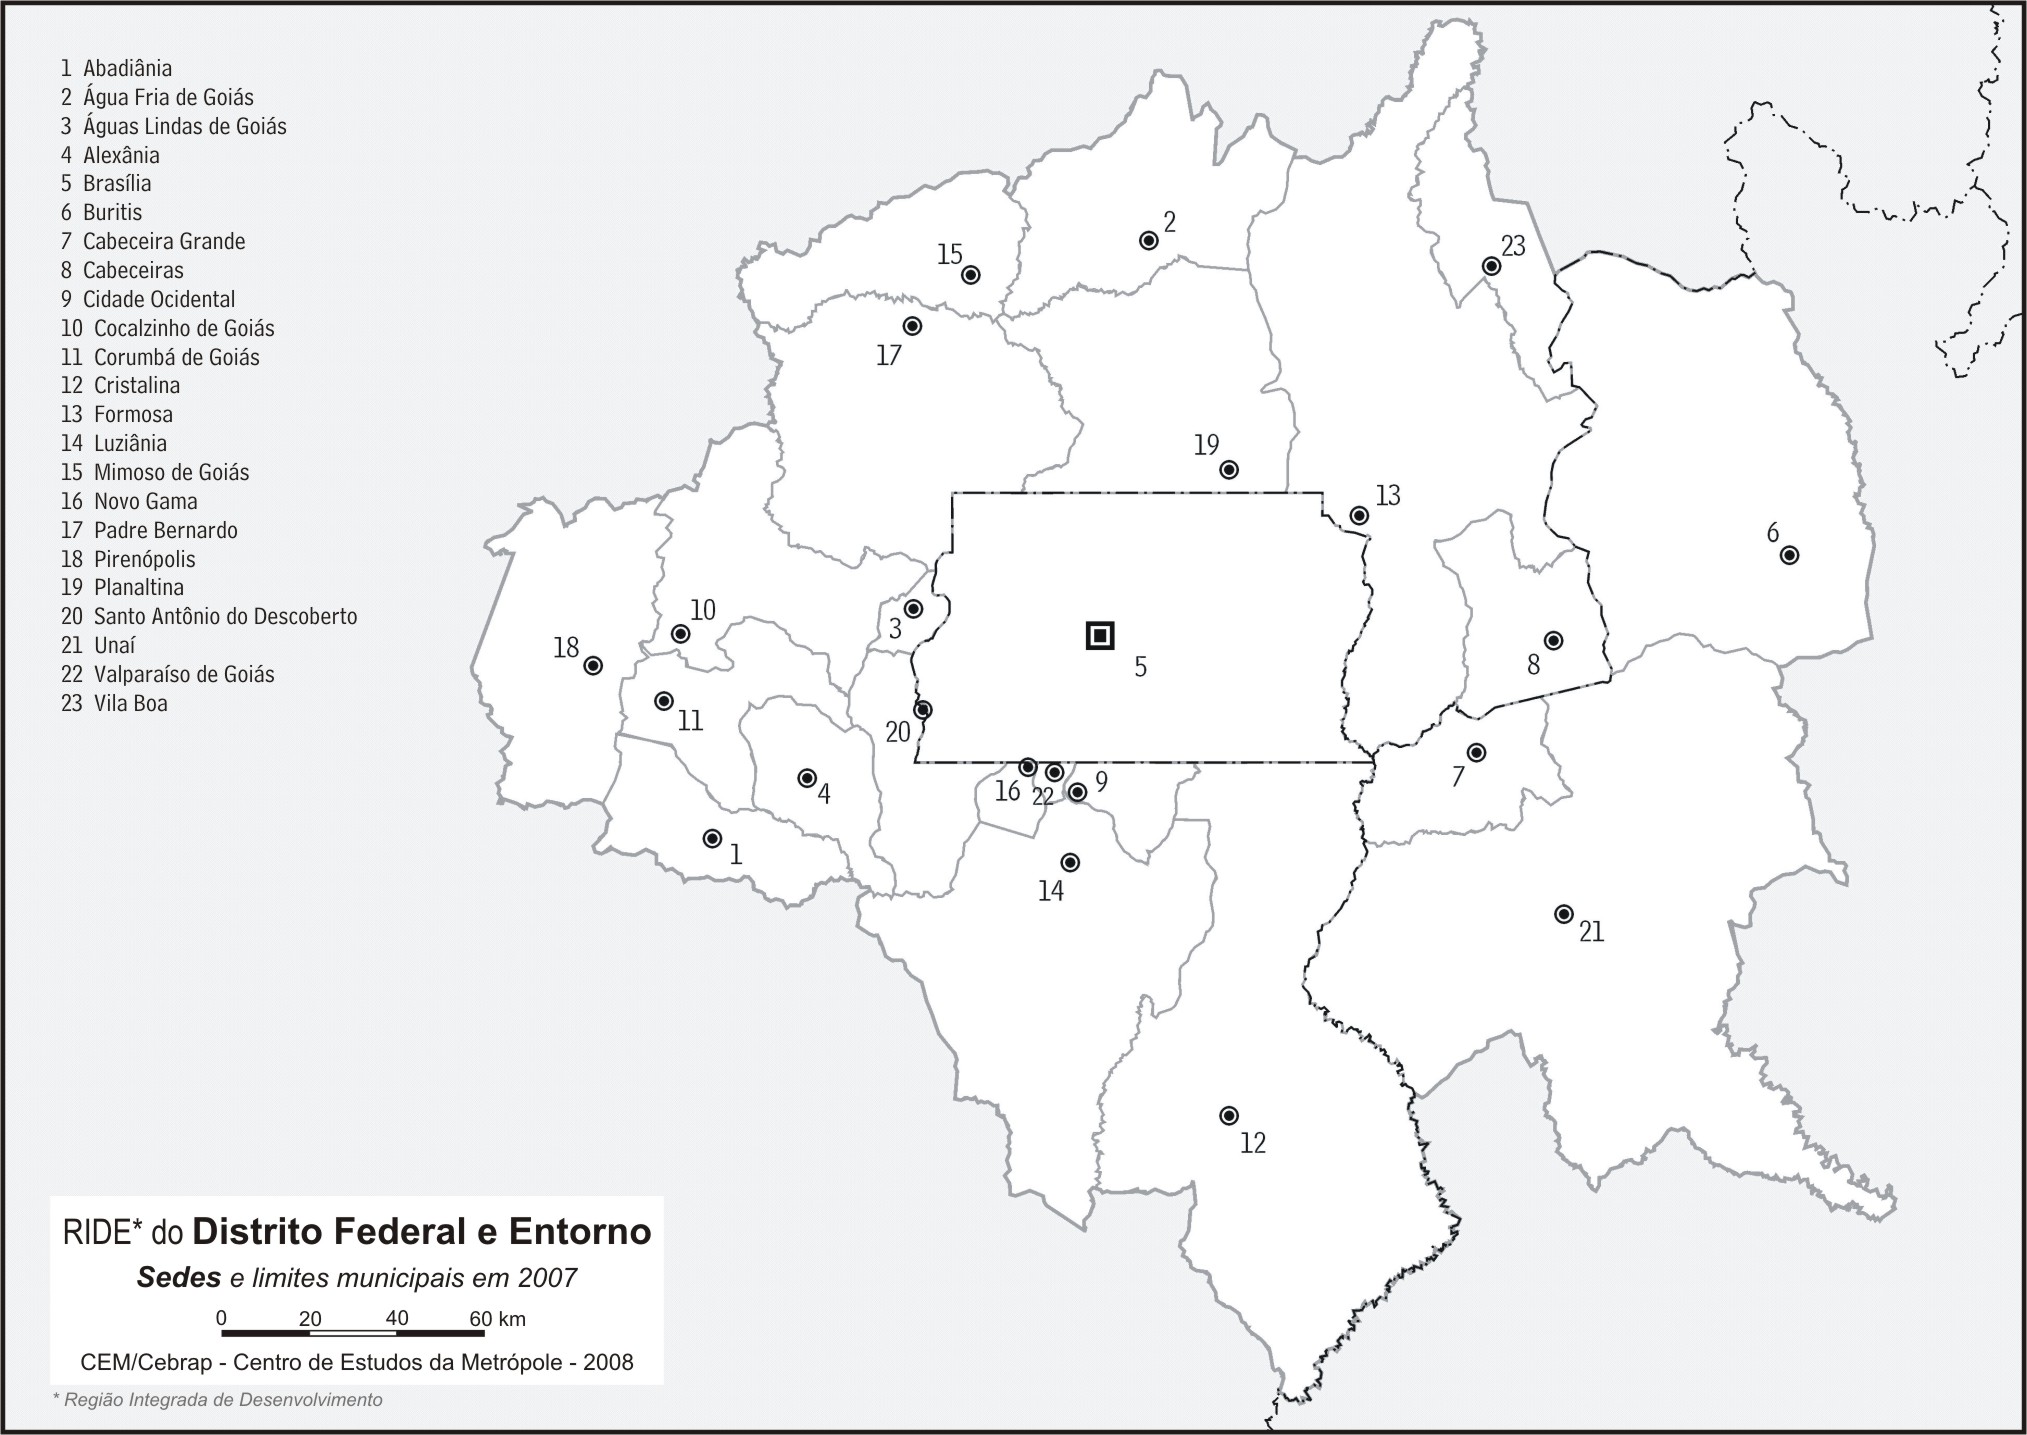 1 Abadiânia
2 Água Fria de Goiás
3 Águas Lindas de Goiás
4 Alexânia
5 Brasília
6 Buritis
7 Cabeceira Grande
8 Cabeceiras
9 Cidade Ocidental
10 Cocalzinho de Goiás
11 Corumbá de Goiás
12 Cristalina
13 Formosa
14 Luziânia
15 Mimoso de Goiás
16 Novo Gama
17 Padre Bernardo
18 Pirenópolis
19 Planaltina
20 Santo Antônio do Descoberto
21 Unaí
22 Valparaíso de Goiás
23 Vila Boa
2
23
15
17
19
13
6
10
3
18
5
8
11
20
7
4
16
22
9
1
14
21
12
RIDE* do Distrito Federal e Entorno
Sedes e limites municipais em 2007
0 20 40 60 km
CEM/Cebrap - Centro de Estudos da Metrópole - 2008
* Região Integrada de Desenvolvimento